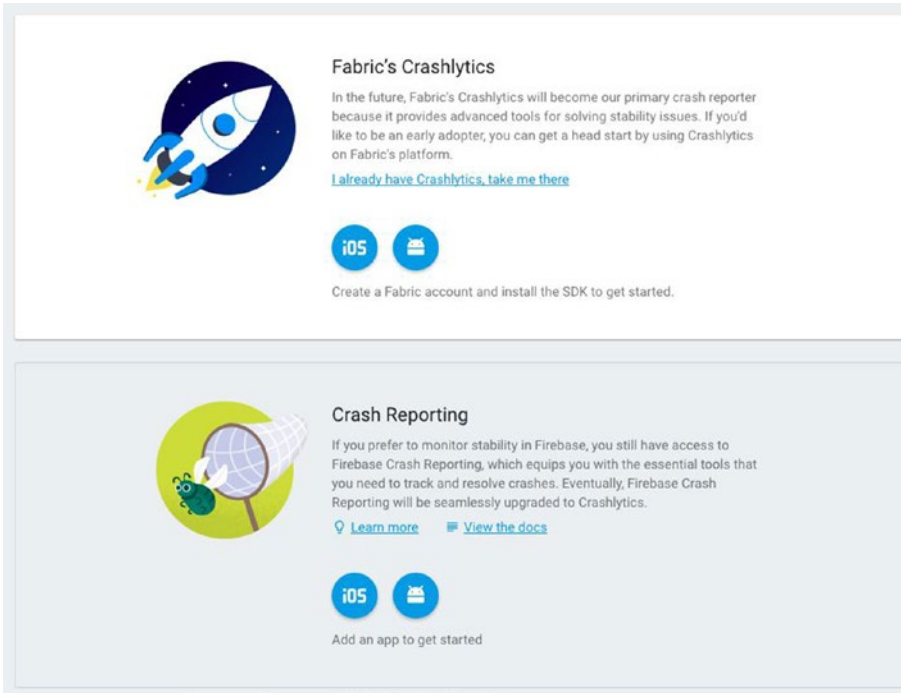 Fabric's Crashlytics
In the future, Fabric's Crashlytics will become our primary crash reporter
because it provides advanced tools for solving stability issues. If you'd
like to be an early adopter, you can get a head start by using Crashlytics
on Fabric's platform.
I already have Crashlytics, take me there
iOS
Create a Fabric account and install the SDK to get started.
Crash Reporting
If you prefer to monitor stability in Firebase, you still have access to
Firebase Crash Reporting, which equips you with the essential tools that
you need to track and resolve crashes. Eventually, Firebase Crash
Reporting will be seamlessly upgraded to Crashlytics.
Learn more View the docs
iOS
Add an app to get started